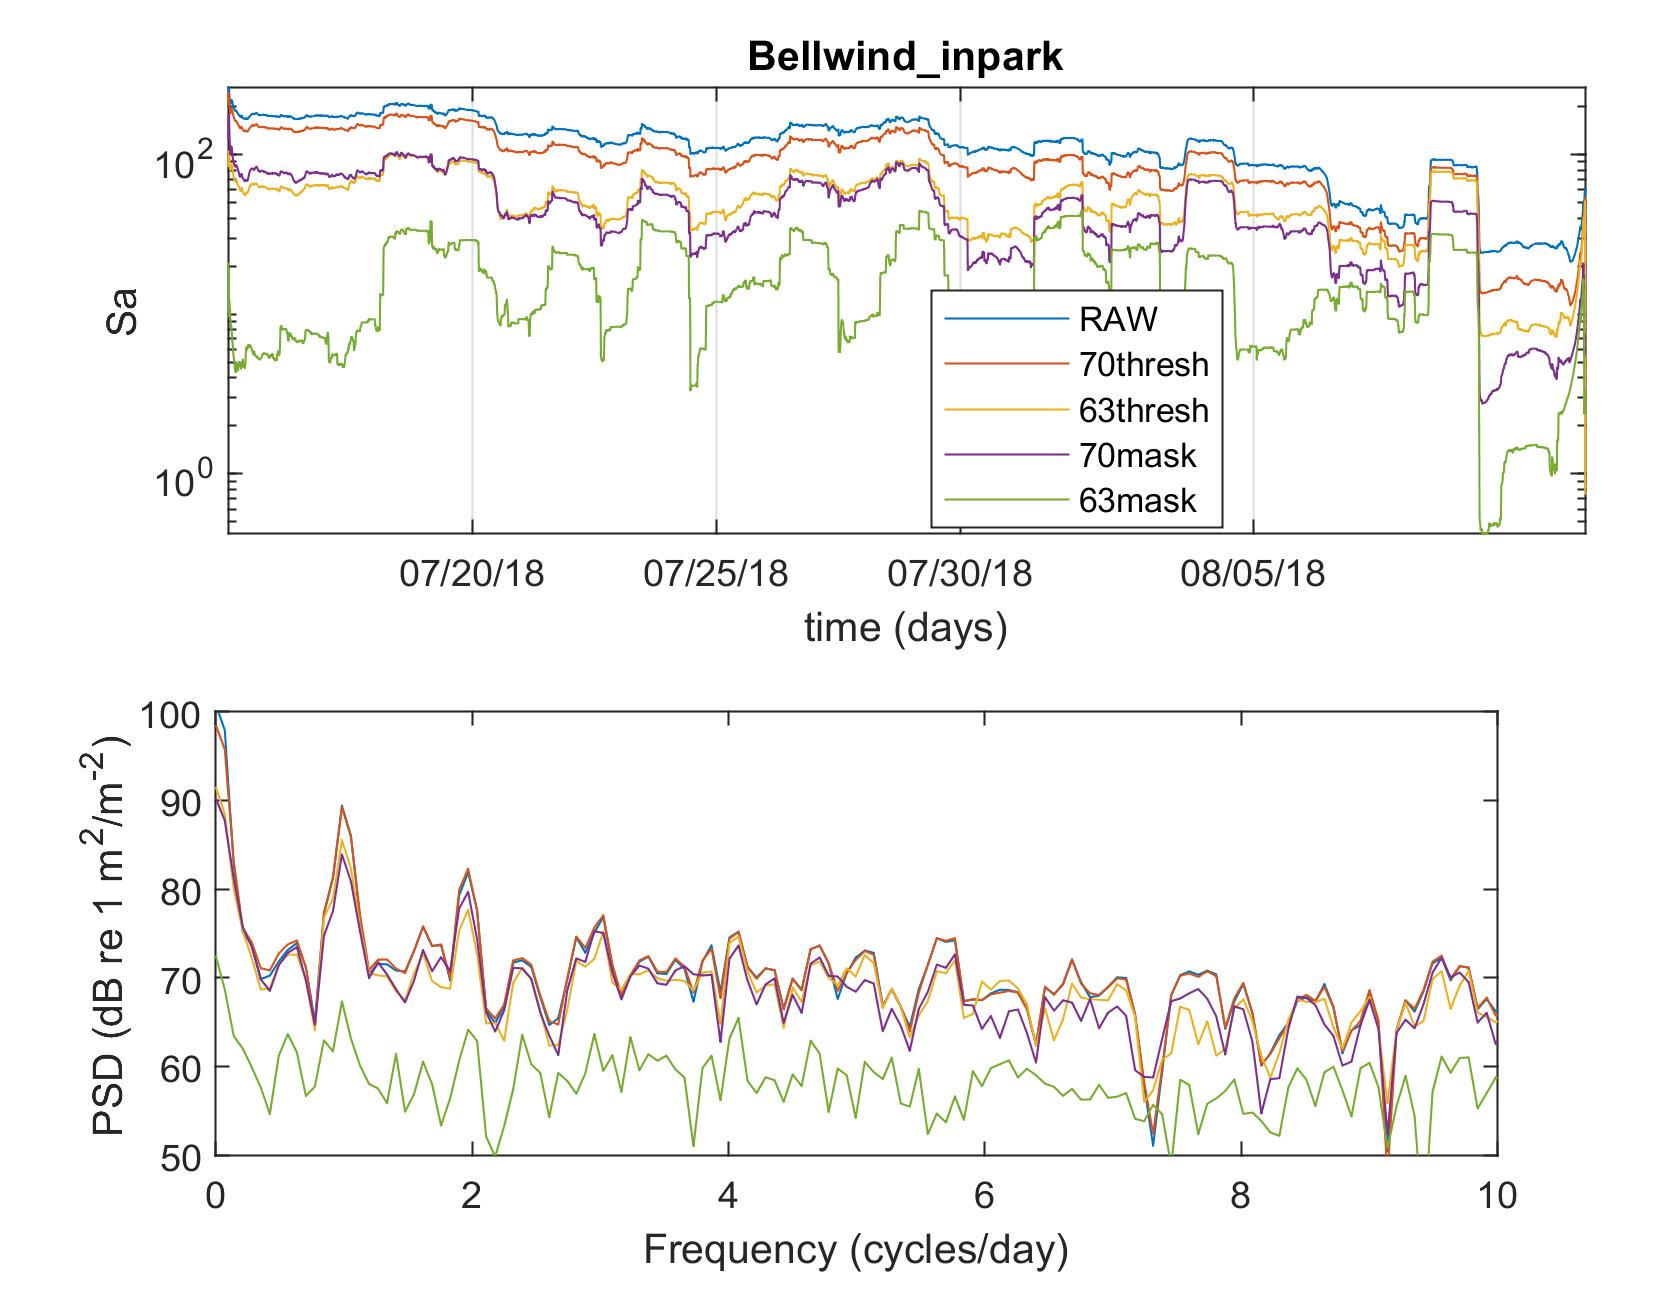 Bellwind_inpark
10^2
10^0
Sa
RAW
70thresh
63thresh
70mask
63mask
07/20/18 07/25/18 07/30/18 08/05/18
time (days)
100
90
80
70
60
50
PSD (dB re 1 m^2/m^-2)
0 2 4 6 8 10
Frequency (cycles/day)